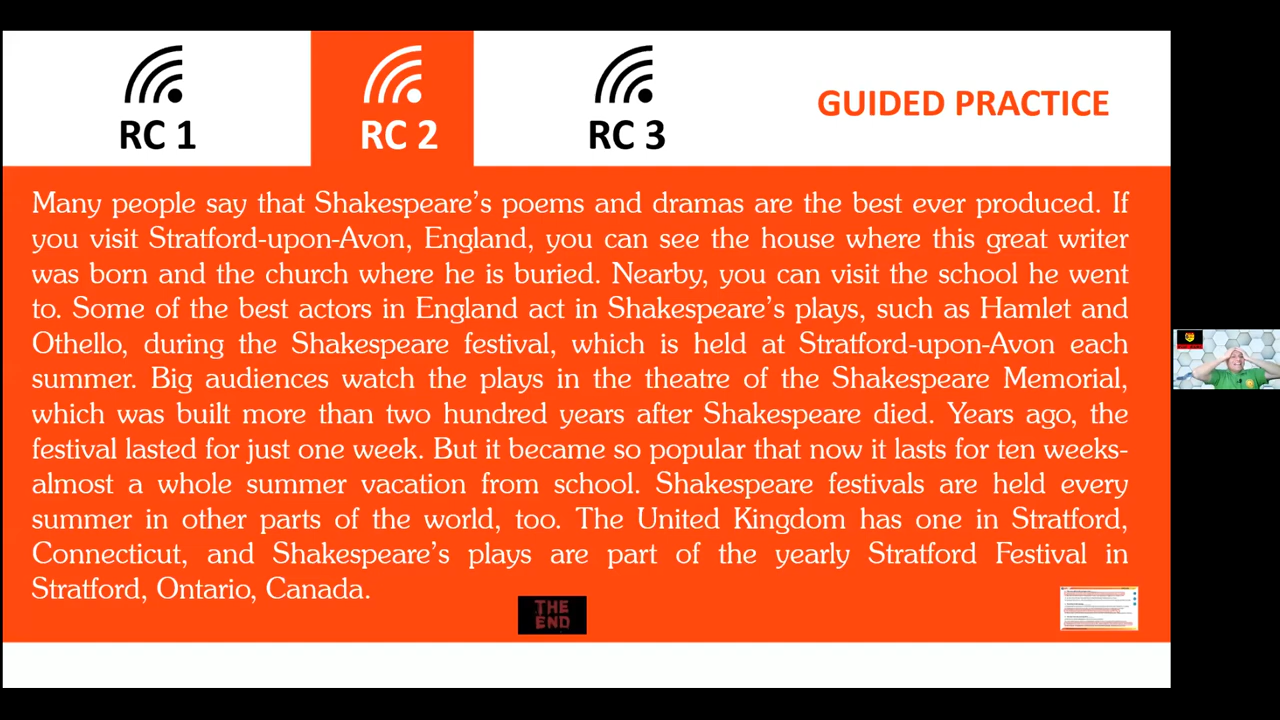 RC 1
RC 2
RC 3
GUIDED PRACTICE
Many people say that Shakespeare's poems and dramas are the best ever produced. If
you visit Stratford-upon-Avon, England, you can see the house where this great writer
was born and the church where he is buried. Nearby, you can visit the school he went
to. Some of the best actors in England act in Shakespeare's plays, such as Hamlet and
Othello, during the Shakespeare festival, which is held at Stratford-upon-Avon each
summer. Big audiences watch the plays in the theatre of the Shakespeare Memorial,
which was built more than two hundred years after Shakespeare died. Years ago, the
festival lasted for just one week. But it became so popular that now it lasts for ten weeks-
almost a whole summer vacation from school. Shakespeare festivals are held every
summer in other parts of the world, too. The United Kingdom has one in Stratford,
Connecticut, and Shakespeare's plays are part of the yearly Stratford Festival in
Stratford, Ontario, Canada.
THE
END